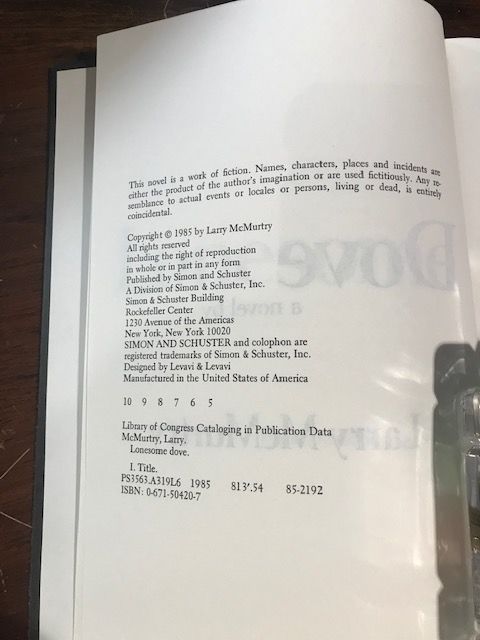 This novel is a work of fiction. Names, characters, places and incidents are
either the product of the author's imagination or are used fictitiously. Any re-
semblance to actual events or locales or persons, living or dead, is entirely
coincidental.
Copyright © 1985 by Larry McMurtry
All rights reserved
including the right of reproduction
in whole or in part in any form
Published by Simon and Schuster
A Division of Simon & Schuster, Inc.
Simon & Schuster Building
Rockefeller Center
1230 Avenue of the Americas
New York, New York 10020
SIMON AND SCHUSTER and colophon are
registered trademarks of Simon & Schuster, Inc.
Designed by Levavi & Levavi
Manufactured in the United States of America
10 9 8 7 6 5
Library of Congress Cataloging in Publication Data
McMurtry, Larry.
Lonesome dove.
I. Title.
PS3563.A319L6 1985 813'.54 85-2192
ISBN: 0-671-50420-7
Dove
a novel by
Larry McMurt